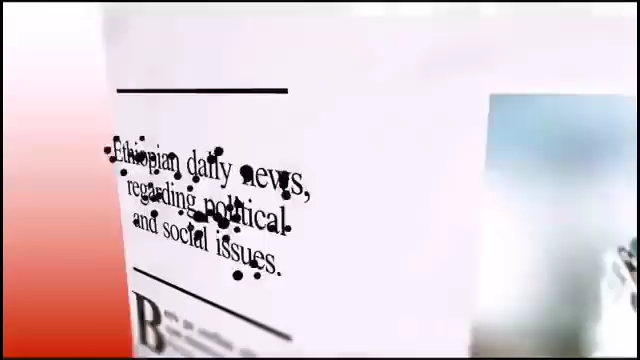 Ethiopian daily news,
regarding political
and social issues.
B